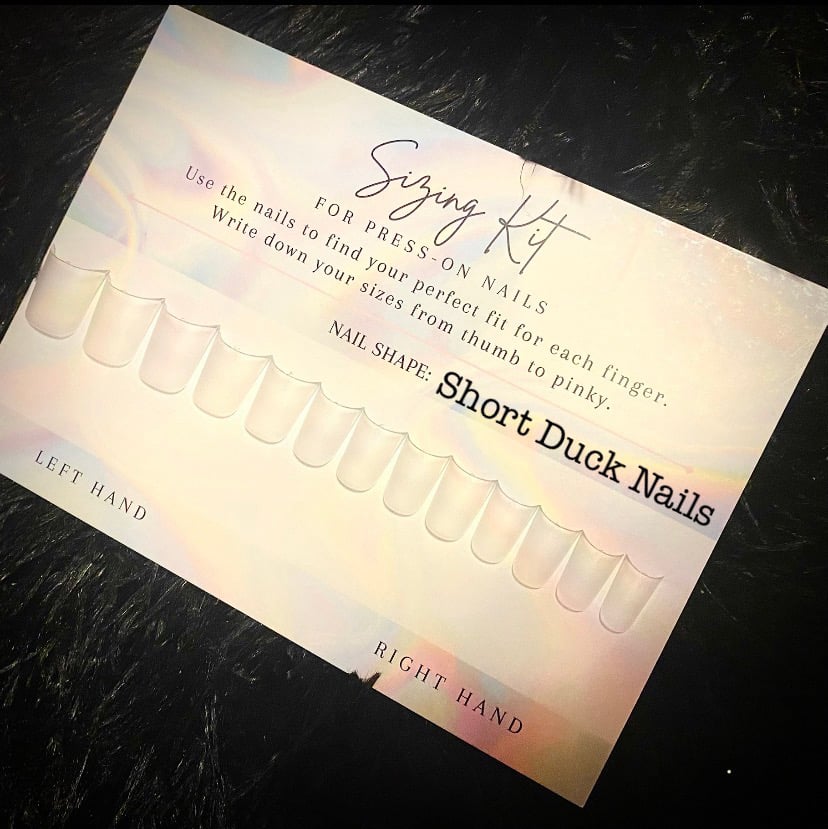 Sizing Kit
FOR PRESS-ON NAILS
Use the nails to find your perfect fit for each finger.
Write down your sizes from thumb to pinky.
NAIL SHAPE: Short Duck Nails
LEFT HAND
RIGHT HAND